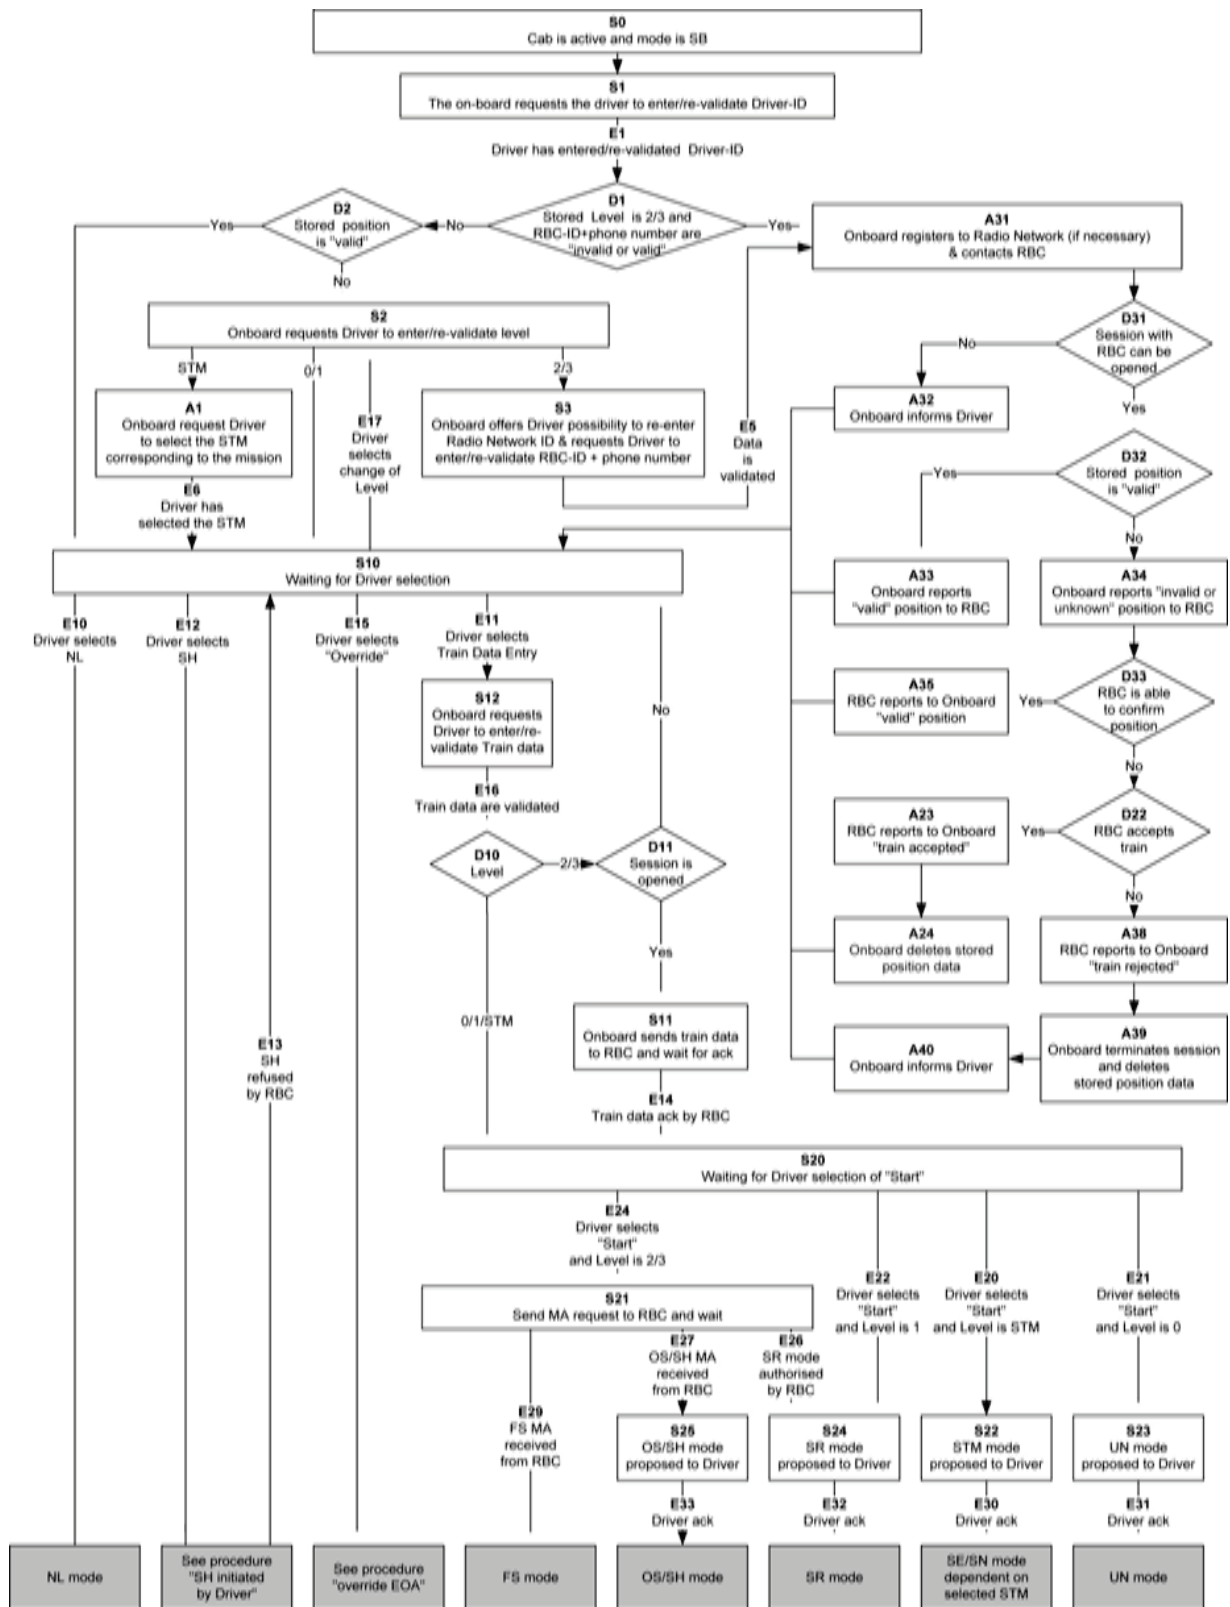 S0
Cab is active and mode is SB
S1
The on-board requests the driver to enter/re-validate Driver-ID
E1
Driver has entered/re-validated Driver-ID
D1
Stored Level is 2/3 and
RBC-ID+phone number are
"invalid or valid"
No
Yes
D2
Stored position
is "valid"
Yes
No
S2
Onboard requests Driver to enter/re-validate level
STM
0/1
2/3
A1
Onboard request Driver
to select the STM
corresponding to the mission
E6
Driver has
selected the STM
E17
Driver
selects
change of
Level
S3
Onboard offers Driver possibility to re-enter
Radio Network ID & requests Driver to
enter/re-validate RBC-ID + phone number
E5
Data
is
validated
A31
Onboard registers to Radio Network (if necessary)
& contacts RBC
D31
Session with
RBC can be
opened
No
Yes
A32
Onboard informs Driver
D32
Stored position
is "valid"
Yes
No
A33
Onboard reports
"valid" position to RBC
A34
Onboard reports "invalid or
unknown" position to RBC
D33
RBC is able
to confirm
position
Yes
No
A35
RBC reports to Onboard
"valid" position
D22
RBC accepts
train
Yes
No
A23
RBC reports to Onboard
"train accepted"
A24
Onboard deletes stored
position data
A38
RBC reports to Onboard
"train rejected"
A39
Onboard terminates session
and deletes
stored position data
A40
Onboard informs Driver
S10
Waiting for Driver selection
E10
Driver selects
NL
E12
Driver selects
SH
E13
SH
refused
by RBC
E15
Driver selects
"Override"
E11
Driver selects
Train Data Entry
S12
Onboard requests
Driver to enter/re-
validate Train data
E16
Train data are validated
D10
Level
2/3
0/1/STM
D11
Session is
opened
No
Yes
S11
Onboard sends train data
to RBC and wait for ack
E14
Train data ack by RBC
S20
Waiting for Driver selection of "Start"
E24
Driver selects
"Start"
and Level is 2/3
E22
Driver selects
"Start"
and Level is 1
E20
Driver selects
"Start"
and Level is STM
E21
Driver selects
"Start"
and Level is 0
S21
Send MA request to RBC and wait
E29
FS MA
received
from RBC
E27
OS/SH MA
received
from RBC
E26
SR mode
authorised
by RBC
S25
OS/SH mode
proposed to Driver
S24
SR mode
proposed to Driver
S22
STM mode
proposed to Driver
S23
UN mode
proposed to Driver
E33
Driver ack
E32
Driver ack
E30
Driver ack
E31
Driver ack
NL mode
See procedure
"SH initiated
by Driver"
See procedure
"override EOA"
FS mode
OS/SH mode
SR mode
SE/SN mode
dependent on
selected STM
UN mode